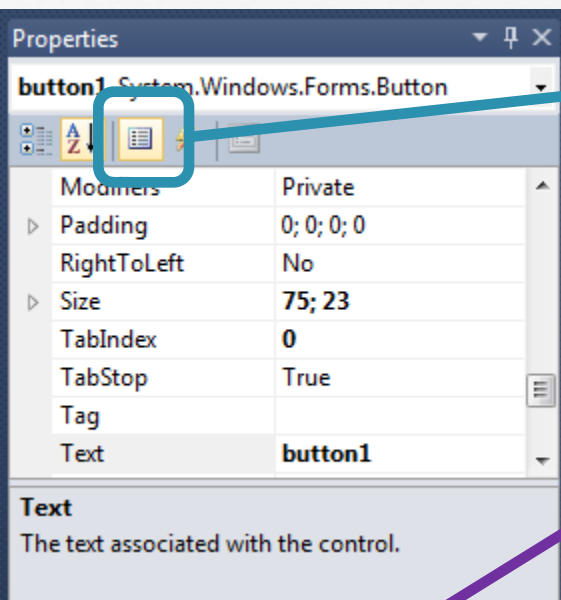 Properties
button1 System.Windows.Forms.Button
A
Z
Modifiers Private
Padding 0; 0; 0; 0
RightToLeft No
Size 75; 23
TabIndex 0
TabStop True
Tag
Text button1
Text
The text associated with the control.